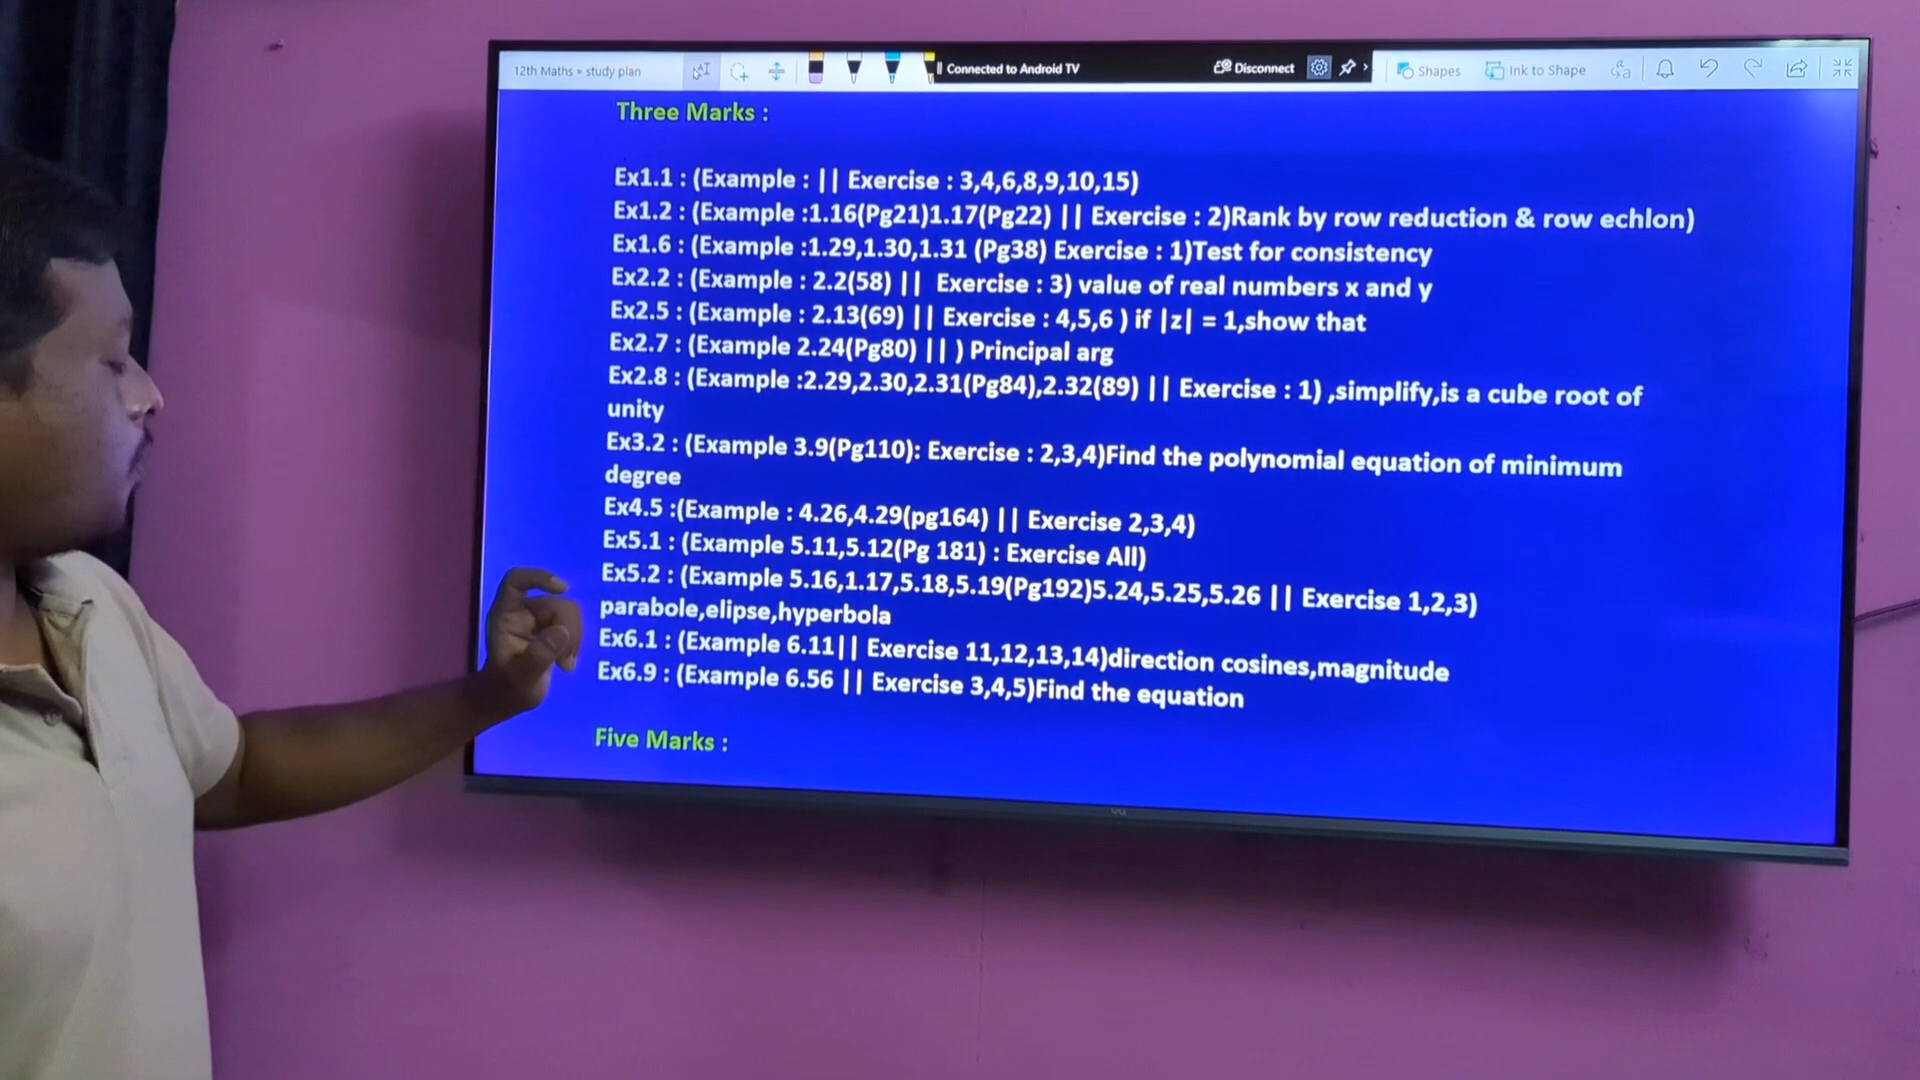 12th Maths » study plan
Connected to Android TV
Disconnect
Shapes
Ink to Shape
Three Marks :
Ex1.1 : (Example : || Exercise : 3,4,6,8,9,10,15)
Ex1.2 : (Example :1.16(Pg21)1.17(Pg22) || Exercise : 2)Rank by row reduction & row echlon)
Ex1.6 : (Example :1.29,1.30,1.31 (Pg38) Exercise : 1)Test for consistency
Ex2.2 : (Example : 2.2(58) || Exercise : 3) value of real numbers x and y
Ex2.5 : (Example : 2.13(69) || Exercise : 4,5,6 ) if |z| = 1,show that
Ex2.7 : (Example 2.24(Pg80) || ) Principal arg
Ex2.8 : (Example :2.29,2.30,2.31(Pg84),2.32(89) || Exercise : 1) ,simplify,is a cube root of
unity
Ex3.2 : (Example 3.9(Pg110): Exercise : 2,3,4)Find the polynomial equation of minimum
degree
Ex4.5 :(Example : 4.26,4.29(pg164) || Exercise 2,3,4)
Ex5.1 : (Example 5.11,5.12(Pg 181) : Exercise All)
Ex5.2 : (Example 5.16,1.17,5.18,5.19(Pg192)5.24,5.25,5.26 || Exercise 1,2,3)
parabole,elipse,hyperbola
Ex6.1 : (Example 6.11|| Exercise 11,12,13,14)direction cosines,magnitude
Ex6.9 : (Example 6.56 || Exercise 3,4,5)Find the equation
Five Marks :